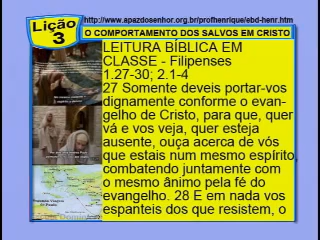 Lição
3
http://www.apazdosenhor.org.br/profhenrique/ebd-henr.htm
O COMPORTAMENTO DOS SALVOS EM CRISTO
LEITURA BÍBLICA EM
CLASSE - Filipenses
1.27-30; 2.1-4
27 Somente deveis portar-vos
dignamente conforme o evan-
gelho de Cristo, para que, quer
vá e vos veja, quer esteja
ausente, ouça acerca de vós
que estais num mesmo espírito,
combatendo juntamente com
o mesmo ânimo pela fé do
evangelho. 28 E em nada vos
espanteis dos que resistem, o